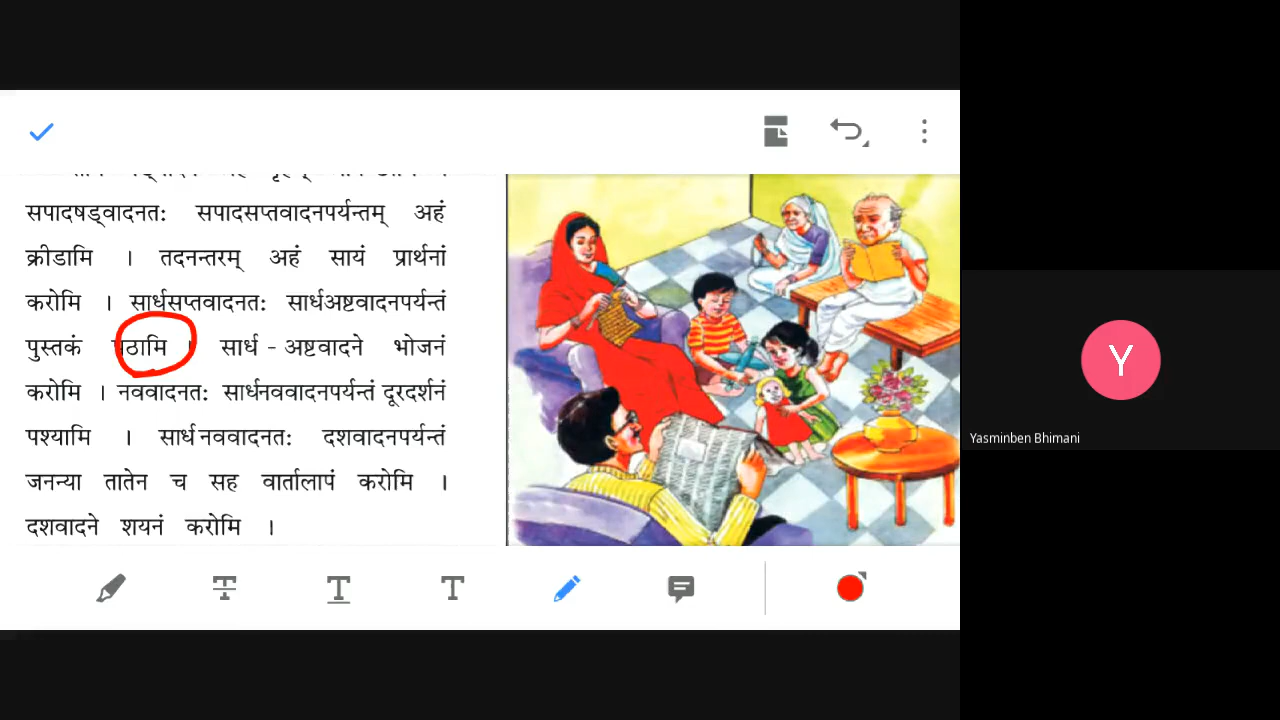 सपादषड्वादनतः सपादसप्तवादनपर्यन्तम् अहं
क्रीडामि । तदनन्तरम् अहं सायं प्रार्थनां
करोमि । सार्धसप्तवादनतः सार्धअष्टवादनपर्यन्तं
पुस्तकं पठामि । सार्ध - अष्टवादने भोजनं
करोमि । नववादनतः सार्धनववादनपर्यन्तं दूरदर्शनं
पश्यामि । सार्धनववादनतः दशवादनपर्यन्तं
जनन्या तातेन च सह वार्तालापं करोमि ।
दशवादने शयनं करोमि ।
Y
Yasminben Bhimani